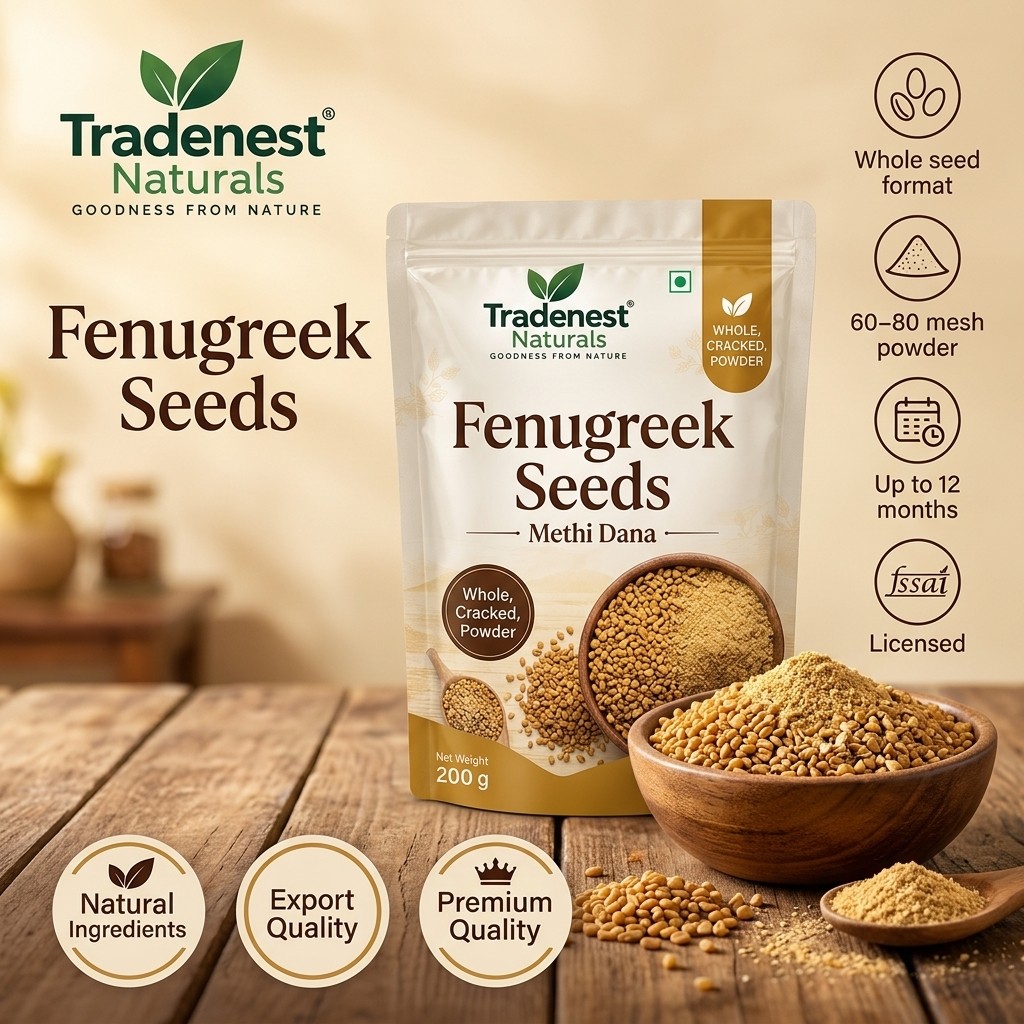 Tradenest®
Naturals
GOODNESS FROM NATURE
Fenugreek
Seeds
Tradenest®
Naturals
GOODNESS FROM NATURE
WHOLE,
CRACKED,
POWDER
Fenugreek
Seeds
Methi Dana
Whole,
Cracked,
Powder
Net Weight
200 g
Whole seed
format
60–80 mesh
powder
Up to 12
months
fssai
Licensed
Natural
Ingredients
Export
Quality
Premium
Quality